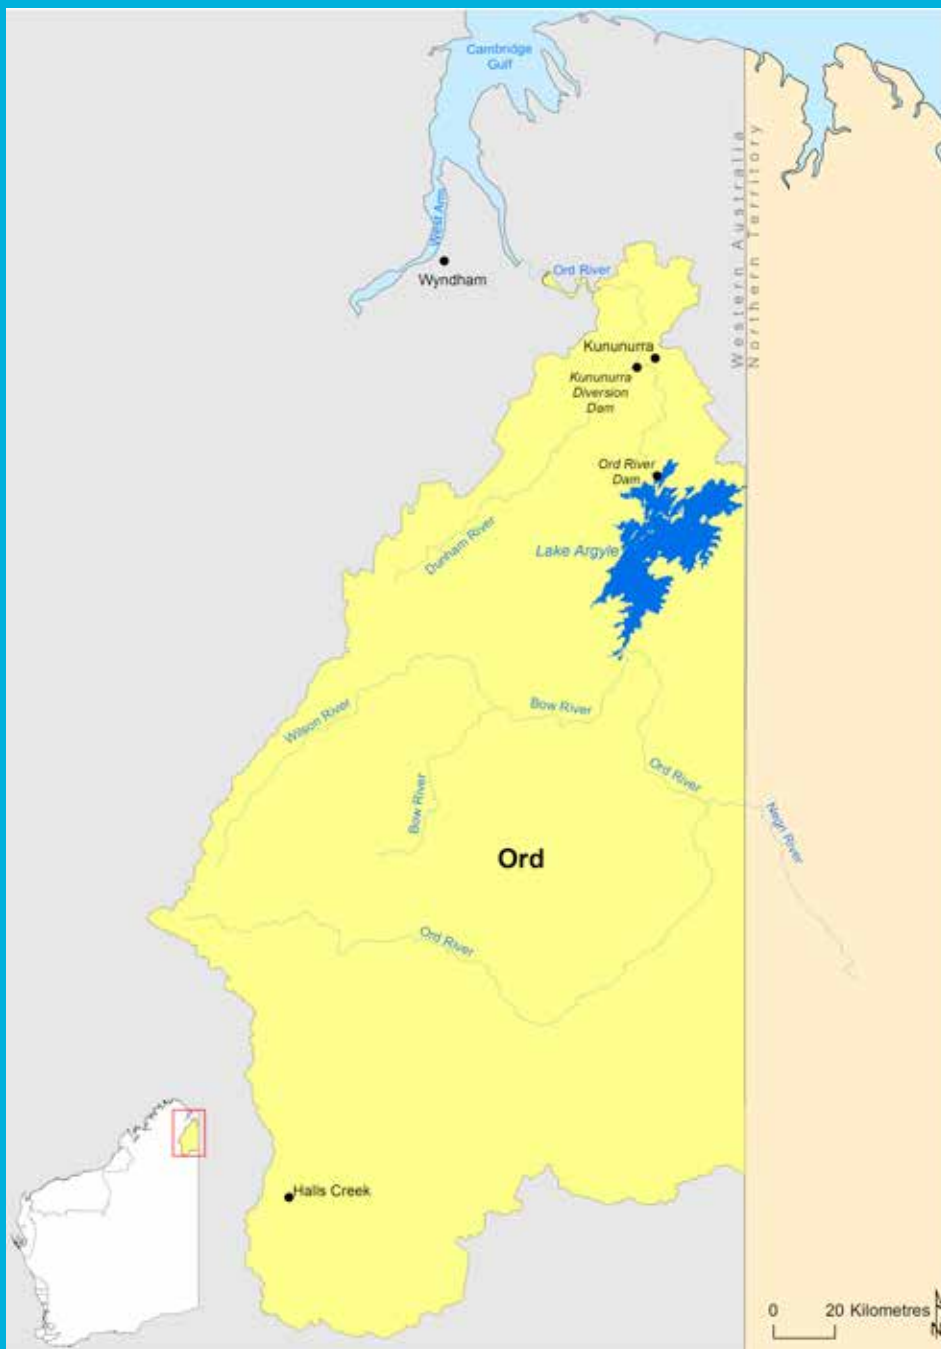 Cambridge
Gulf
West Arm
Wyndham
Ord River
Western Australia
Northern Territory
Kununurra
Kununurra
Diversion
Dam
Ord River
Dam
Lake Argyle
Dunham River
Wilson River
Bow River
Bow River
Ord River
Negri River
Ord
Ord River
Halls Creek
0 20 Kilometres